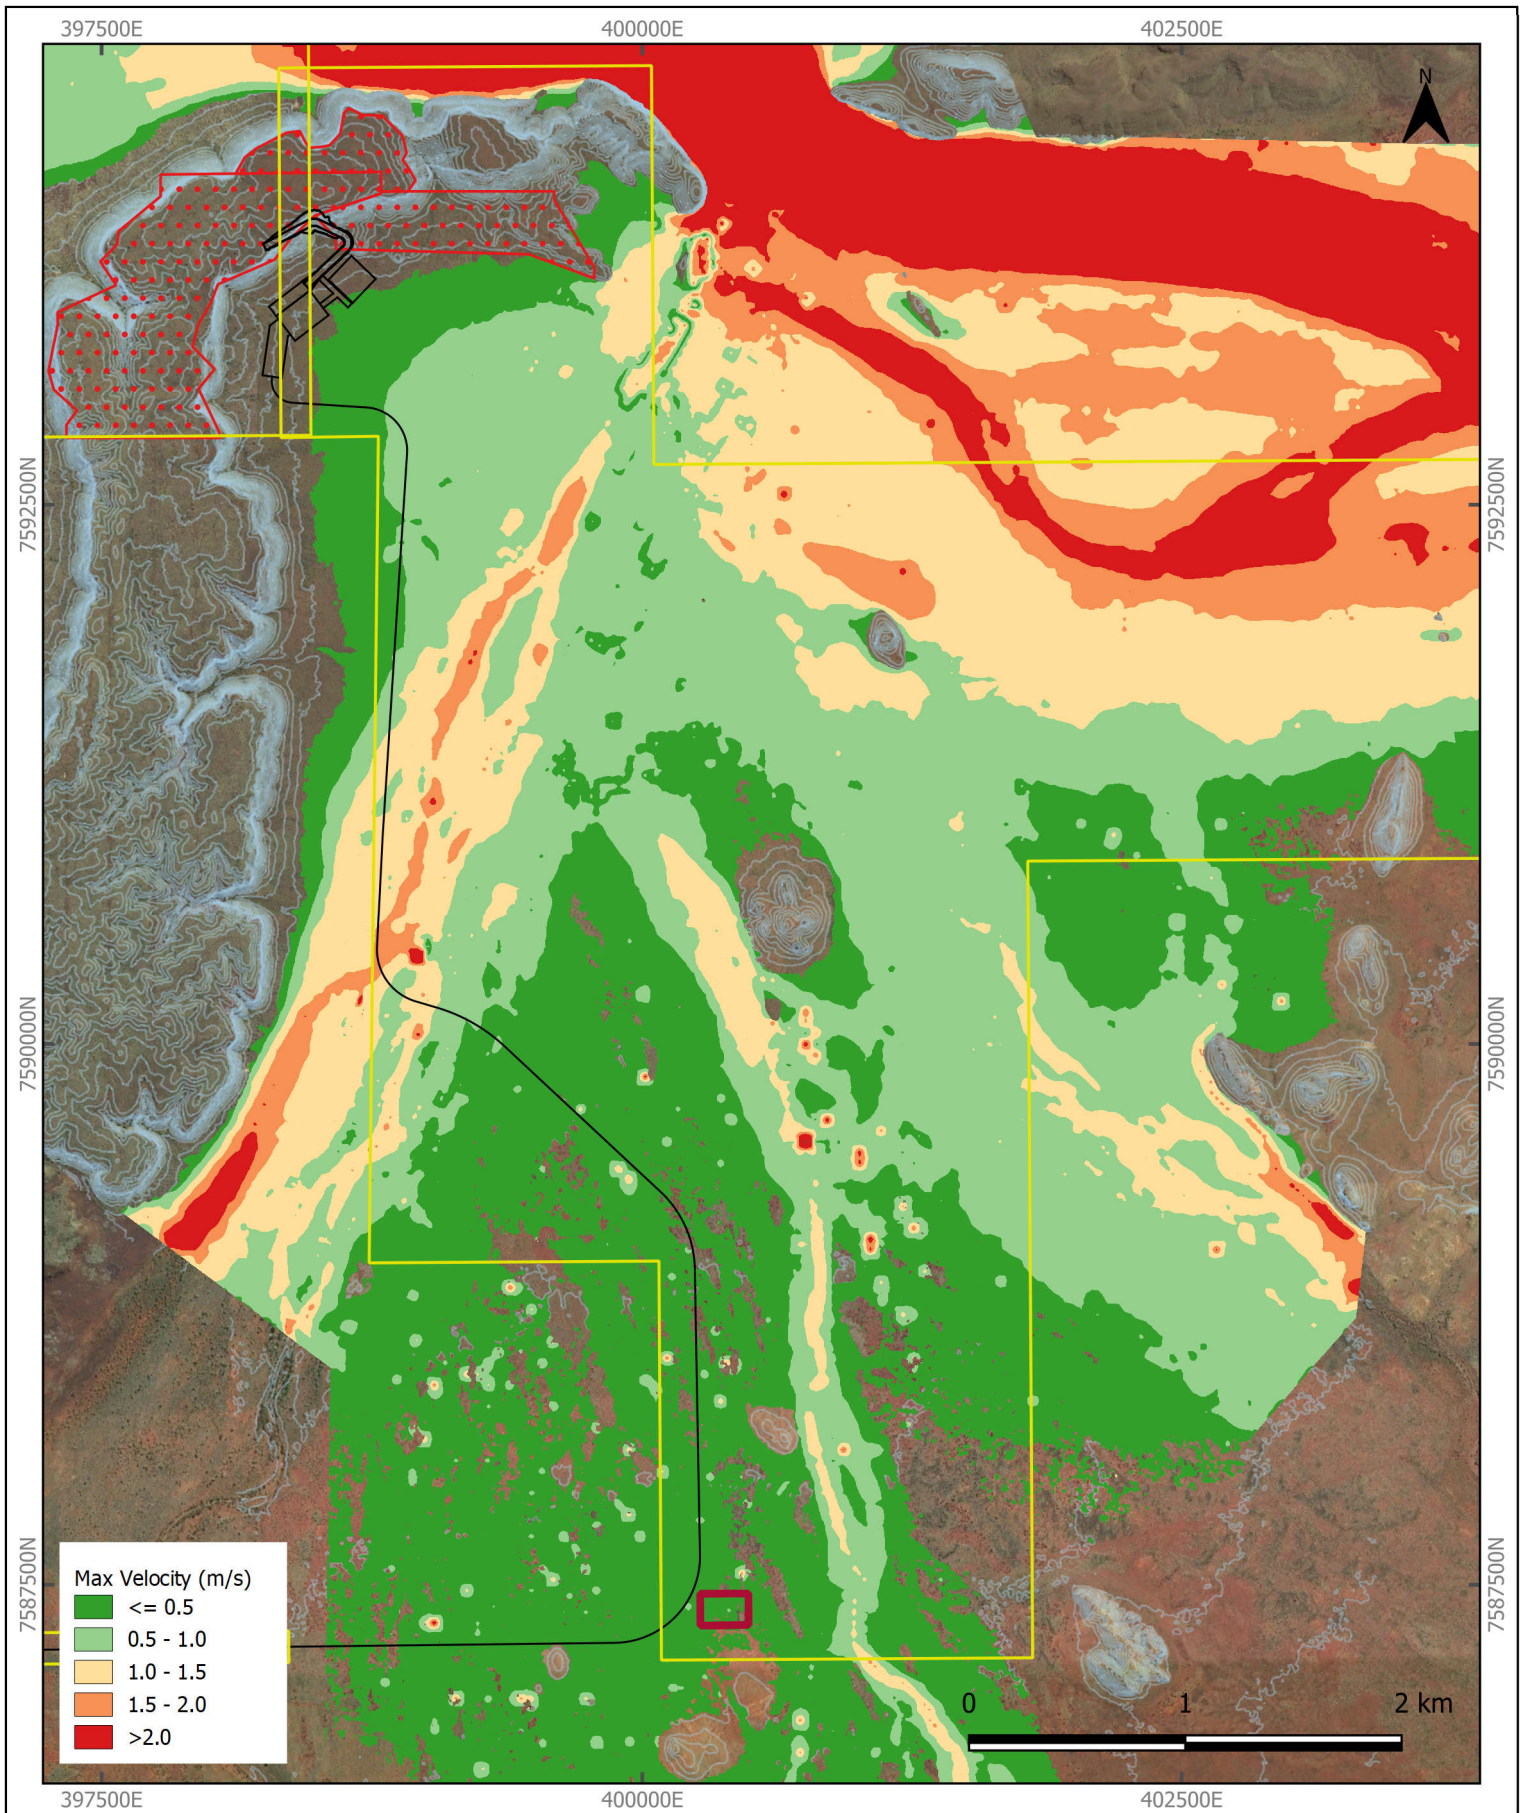 397500E 400000E 402500E
N
7592500N 7592500N
7590000N 7590000N
7587500N 7587500N
Max Velocity (m/s)
<= 0.5
0.5 - 1.0
1.0 - 1.5
1.5 - 2.0
>2.0
0 1 2 km
397500E 400000E 402500E